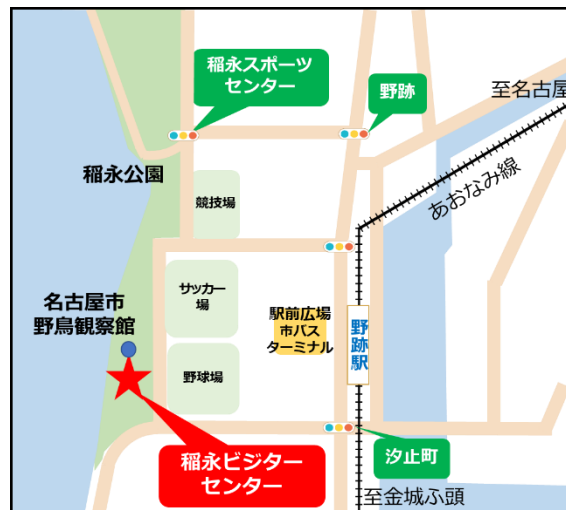 稲永スポーツ
センター
野跡
至名古屋
あおなみ線
稲永公園
競技場
名古屋市
野鳥観察館
サッカー
場
駅前広場
市バス
ターミナル
野跡駅
野球場
稲永ビジター
センター
汐止町
至金城ふ頭